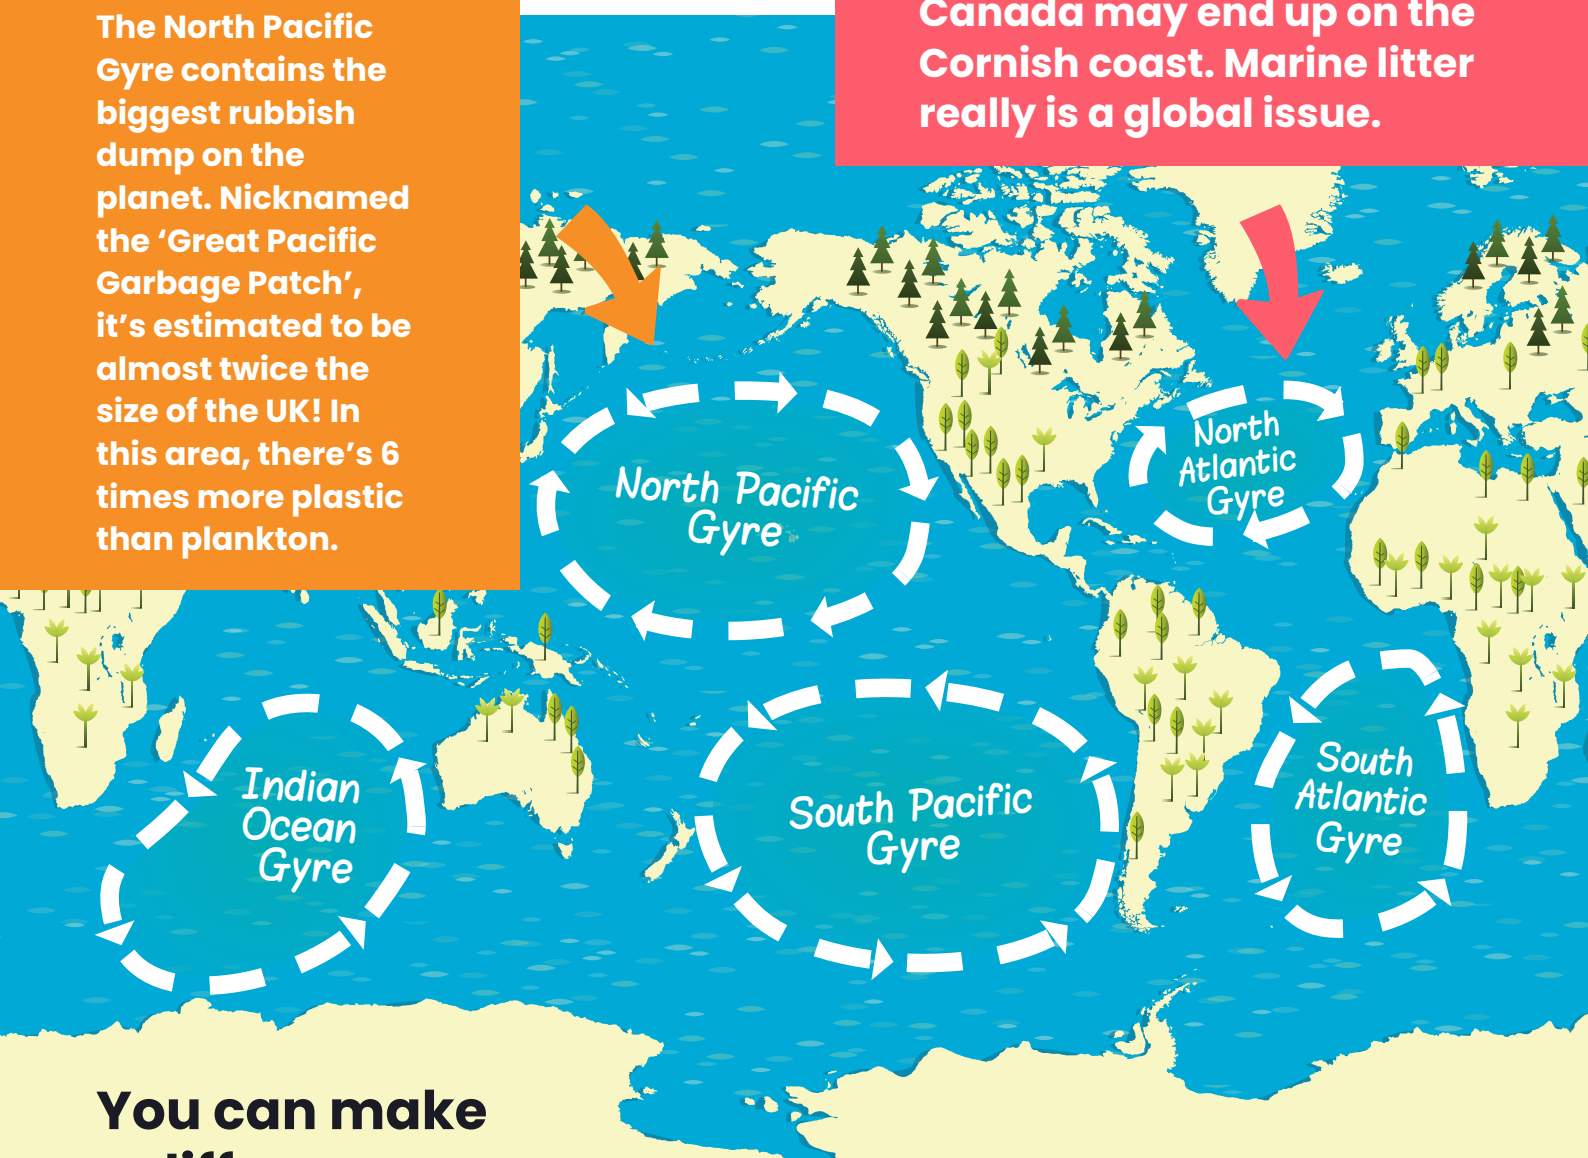 The North Pacific
Gyre contains the
biggest rubbish
dump on the
planet. Nicknamed
the ‘Great Pacific
Garbage Patch’,
it’s estimated to be
almost twice the
size of the UK! In
this area, there’s 6
times more plastic
than plankton.
Canada may end up on the
Cornish coast. Marine litter
really is a global issue.
North Pacific
Gyre
North
Atlantic
Gyre
Indian
Ocean
Gyre
South Pacific
Gyre
South
Atlantic
Gyre
You can make